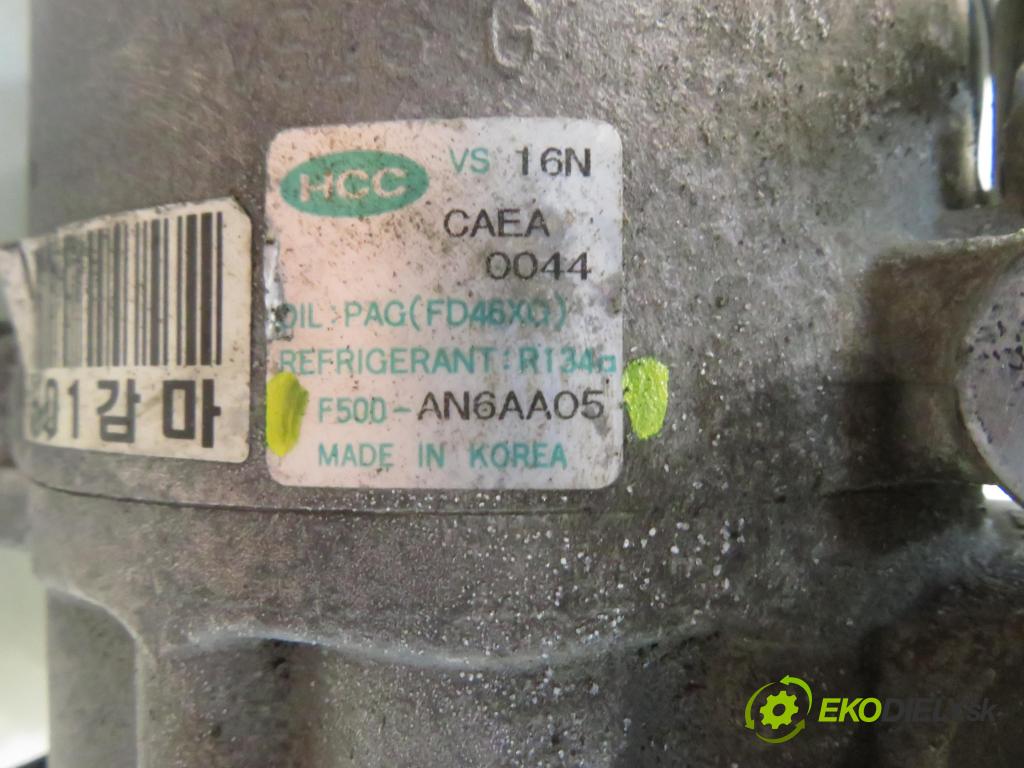 G
HCC VS 16N
CAEA
0044
OIL PAG(FD46XG)
REFRIGERANT:R134a
F500-AN6AA05
MADE IN KOREA
01감마
EKODIELY.sk